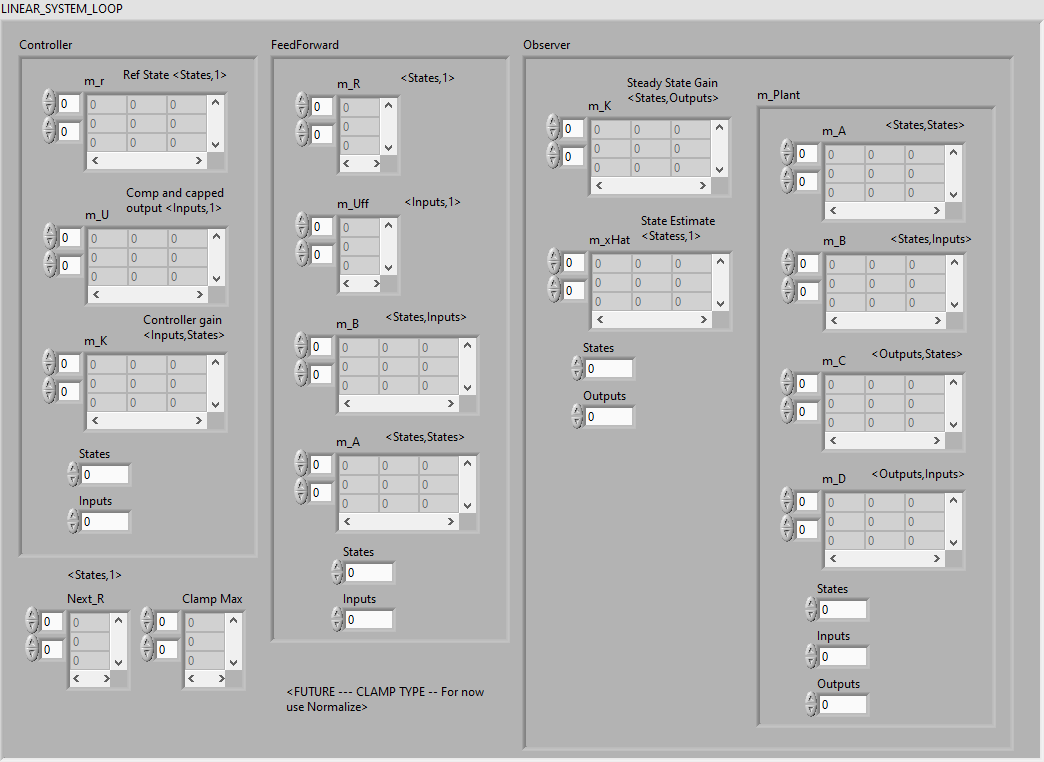 LINEAR_SYSTEM_LOOP
Controller
m_r
Ref State <States,1>
0
0
0 0 0
0 0 0
0 0 0
Comp and capped
output <Inputs,1>
m_U
0
0
0 0 0
0 0 0
0 0 0
Controller gain
<Inputs,States>
m_K
0
0
0 0 0
0 0 0
0 0 0
States
0
Inputs
0
<States,1>
Next_R
0
0
0
0
0
Clamp Max
0
0
0
0
0
FeedForward
m_R
<States,1>
0
0
0
0
0
m_Uff
<Inputs,1>
0
0
0
0
0
m_B
<States,Inputs>
0
0
0 0 0
0 0 0
0 0 0
m_A
<States,States>
0
0
0 0 0
0 0 0
0 0 0
States
0
Inputs
0
<FUTURE --- CLAMP TYPE -- For now
use Normalize>
Observer
Steady State Gain
<States,Outputs>
m_K
0
0
0 0 0
0 0 0
0 0 0
State Estimate
<Statess,1>
m_xHat
0
0
0 0 0
0 0 0
0 0 0
States
0
Outputs
0
m_Plant
m_A
<States,States>
0
0
0 0 0
0 0 0
0 0 0
m_B
<States,Inputs>
0
0
0 0 0
0 0 0
0 0 0
m_C
<Outputs,States>
0
0
0 0 0
0 0 0
0 0 0
m_D
<Outputs,Inputs>
0
0
0 0 0
0 0 0
0 0 0
States
0
Inputs
0
Outputs
0